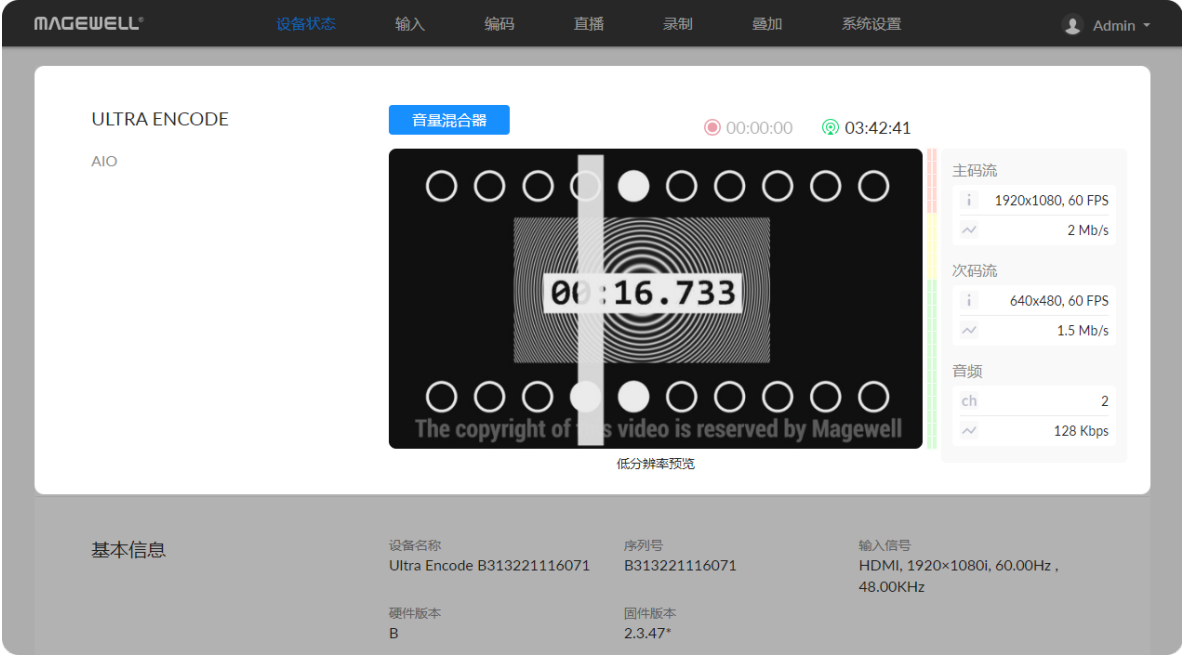 MAGEWELL®
设备状态 输入 编码 直播 录制 叠加 系统设置 Admin
ULTRA ENCODE
AIO
音量混合器
00:00:00 03:42:41
00:16.733
The copyright of this video is reserved by Magewell
低分辨率预览
主码流
i 1920x1080, 60 FPS
2 Mb/s
次码流
i 640x480, 60 FPS
1.5 Mb/s
音频
ch 2
128 Kbps
基本信息
设备名称 序列号 输入信号
Ultra Encode B313221116071 B313221116071 HDMI, 1920×1080i, 60.00Hz ,
48.00KHz
硬件版本 固件版本
B 2.3.47*